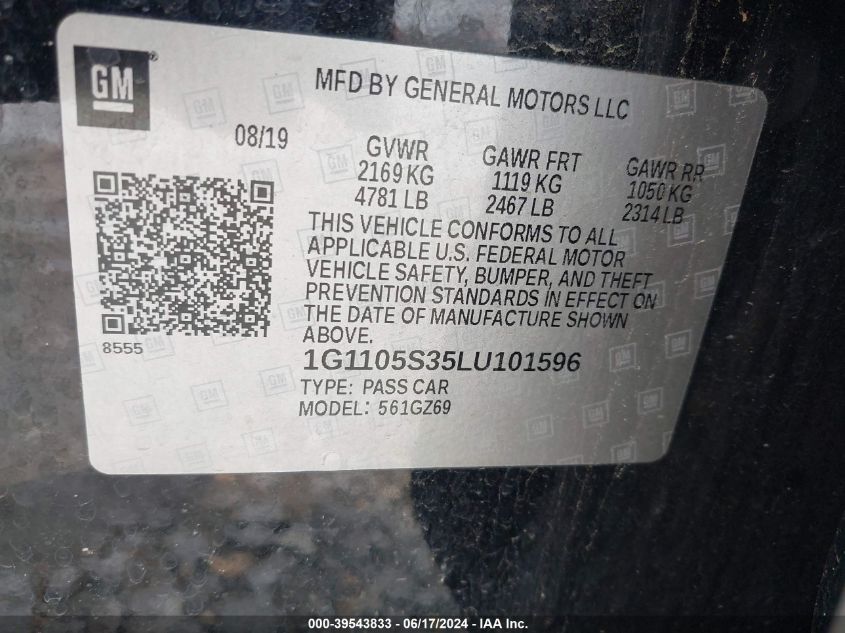 GM
MFD BY GENERAL MOTORS LLC
08/19
GVWR
2169 KG
4781 LB
GAWR FRT
1119 KG
2467 LB
GAWR RR
1050 KG
2314 LB
THIS VEHICLE CONFORMS TO ALL
APPLICABLE U.S. FEDERAL MOTOR
VEHICLE SAFETY, BUMPER, AND THEFT
PREVENTION STANDARDS IN EFFECT ON
THE DATE OF MANUFACTURE SHOWN
ABOVE.
8555
1G1105S35LU101596
TYPE: PASS CAR
MODEL: 561GZ69
000-39543833 - 06/17/2024 - IAAI, Inc.